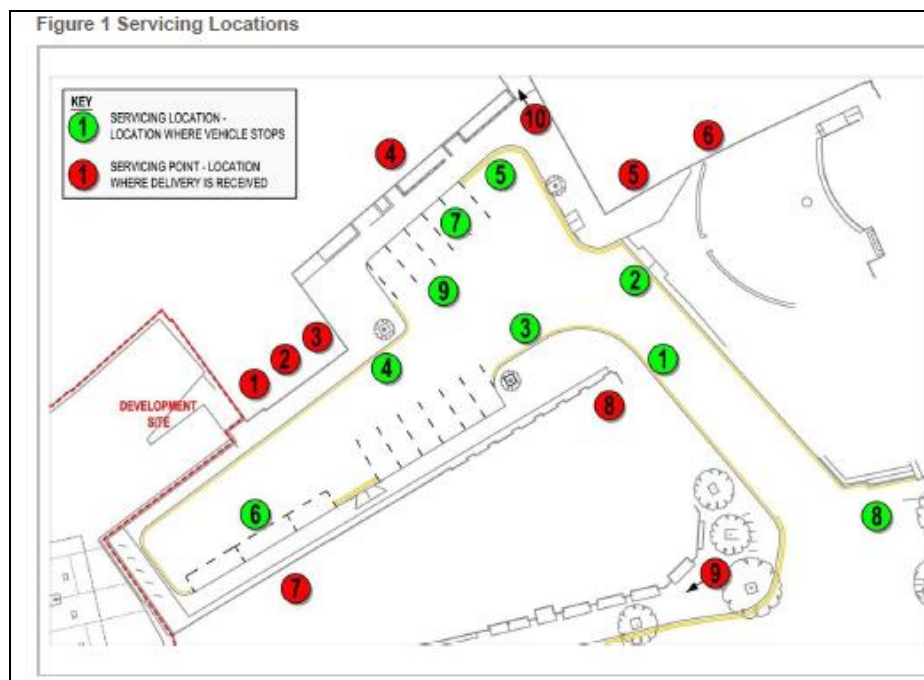 Figure 1 Servicing Locations
KEY
1
SERVICING LOCATION -
LOCATION WHERE VEHICLE STOPS
1
SERVICING POINT - LOCATION
WHERE DELIVERY IS RECEIVED
10
6
4
5
5
7
2
9
3
3
1
2
4
1
8
DEVELOPMENT
SITE
6
8
9
7